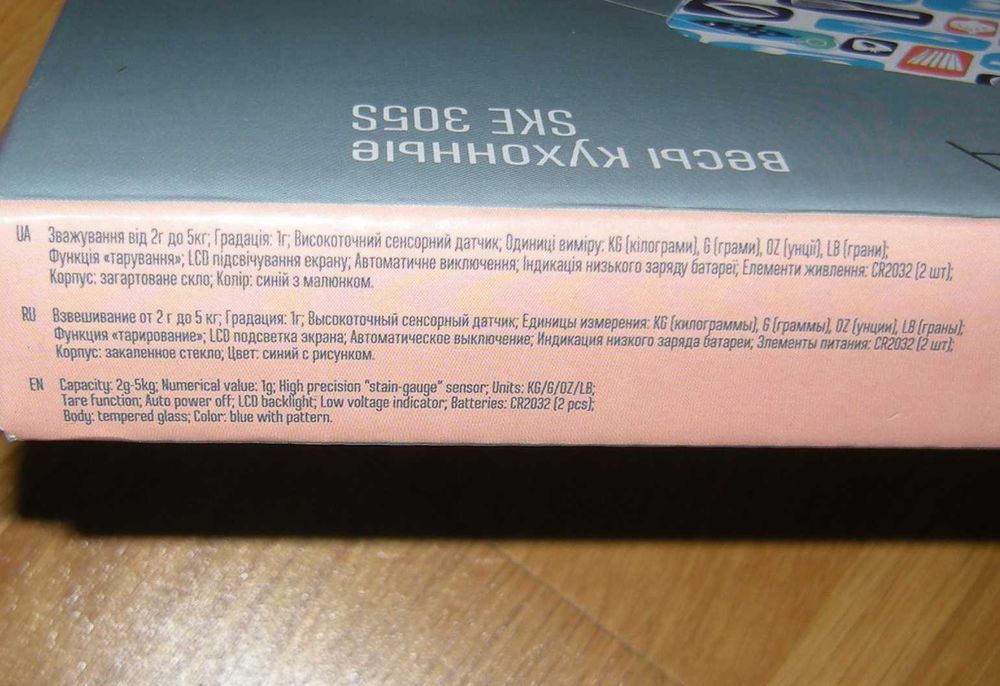 весы кухонные
SKE 305S
UA Зважування від 2г до 5кг; Градація: 1г; Високоточний сенсорний датчик; Одиниці виміру: KG (кілограми), G (грами), OZ (унції), LB (грани);
Функція «тарування»; LCD підсвічування екрану; Автоматичне виключення; Індикація низького заряду батареї; Елементи живлення: CR2032 (2 шт);
Корпус: загартоване скло; Колір: синій з малюнком.
RU Взвешивание от 2 г до 5 кг; Градация: 1г; Высокоточный сенсорный датчик; Единицы измерения: KG (килограммы), G (граммы), OZ (унции), LB (граны);
Функция «тарирование»; LCD подсветка экрана; Автоматическое выключение; Индикация низкого заряда батареи; Элементы питания: CR2032 (2 шт);
Корпус: закаленное стекло; Цвет: синий с рисунком.
EN Capacity: 2g-5kg; Numerical value: 1g; High precision "stain-gauge" sensor; Units: KG/G/OZ/LB;
Tare function; Auto power off; LCD backlight; Low voltage indicator; Batteries: CR2032 (2 pcs);
Body: tempered glass; Color: blue with pattern.